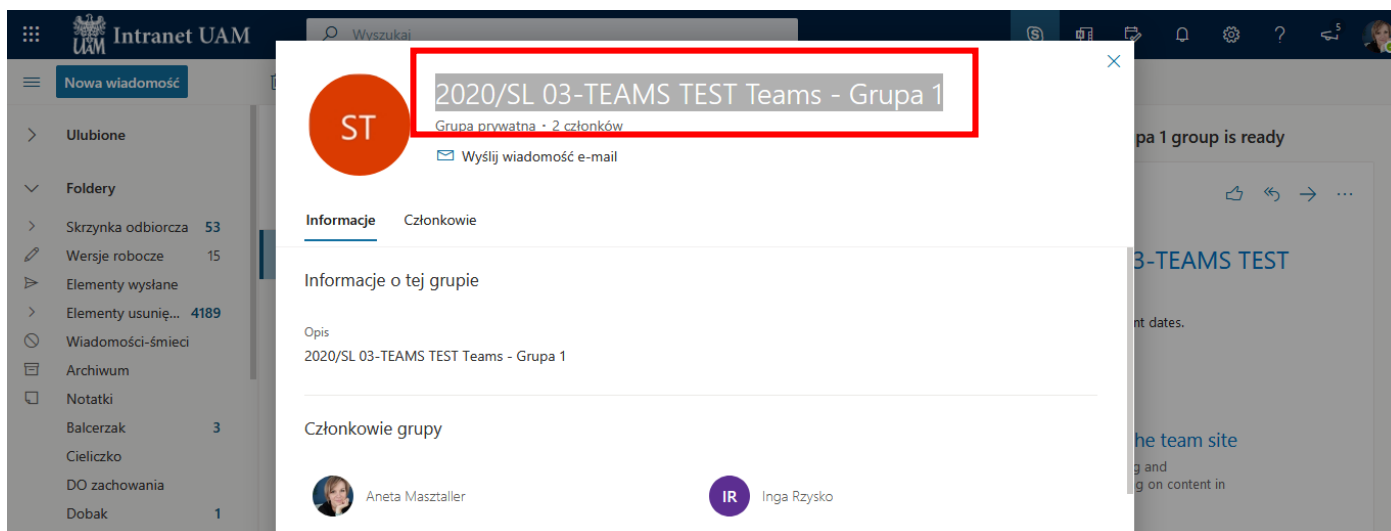 UAM
Intranet UAM
Wyszukaj
5
Nowa wiadomość
Ulubione
Foldery
Skrzynka odbiorcza 53
Wersje robocze 15
Elementy wysłane
Elementy usunię... 4189
Wiadomości-śmieci
Archiwum
Notatki
Balcerzak 3
Cieliczko
DO zachowania
Dobak 1
ST
2020/SL 03-TEAMS TEST Teams - Grupa 1
Grupa prywatna • 2 członków
Wyślij wiadomość e-mail
Informacje Członkowie
Informacje o tej grupie
Opis
2020/SL 03-TEAMS TEST Teams - Grupa 1
Członkowie grupy
Aneta Masztaller
IR Inga Rzysko
pa 1 group is ready
3-TEAMS TEST
nt dates.
he team site
g and
g on content in